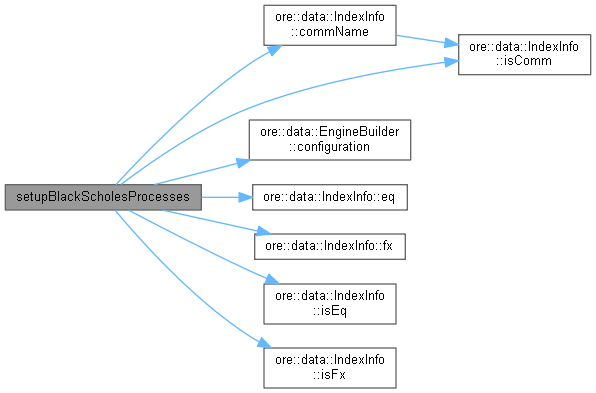 ore::data::IndexInfo
::commName
ore::data::IndexInfo
::isComm
ore::data::EngineBuilder
::configuration
setupBlackScholesProcesses
ore::data::IndexInfo::eq
ore::data::IndexInfo::fx
ore::data::IndexInfo
::isEq
ore::data::IndexInfo
::isFx